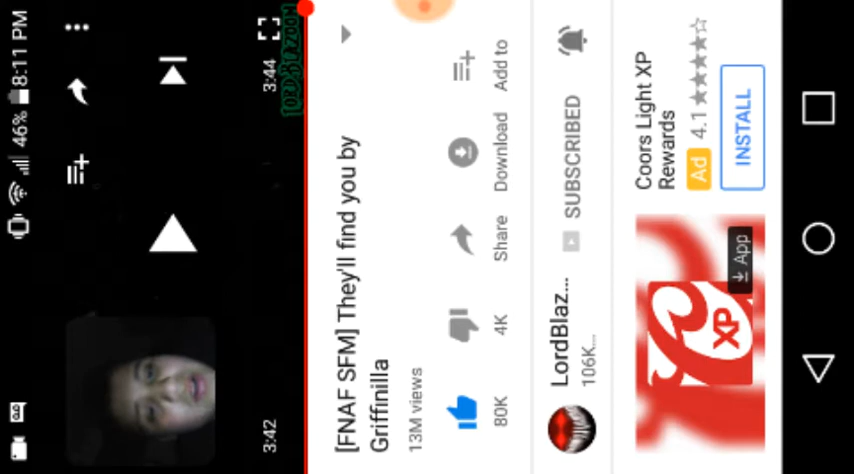 46% 8:11 PM
3:42
3:44
[FNAF SFM] They'll find you by
Griffinilla
13M views
80K
4K
Share
Download
Add to
LordBlaz...
106K...
SUBSCRIBED
XP
App
Coors Light XP
Rewards
Ad 4.1★★★★☆
INSTALL